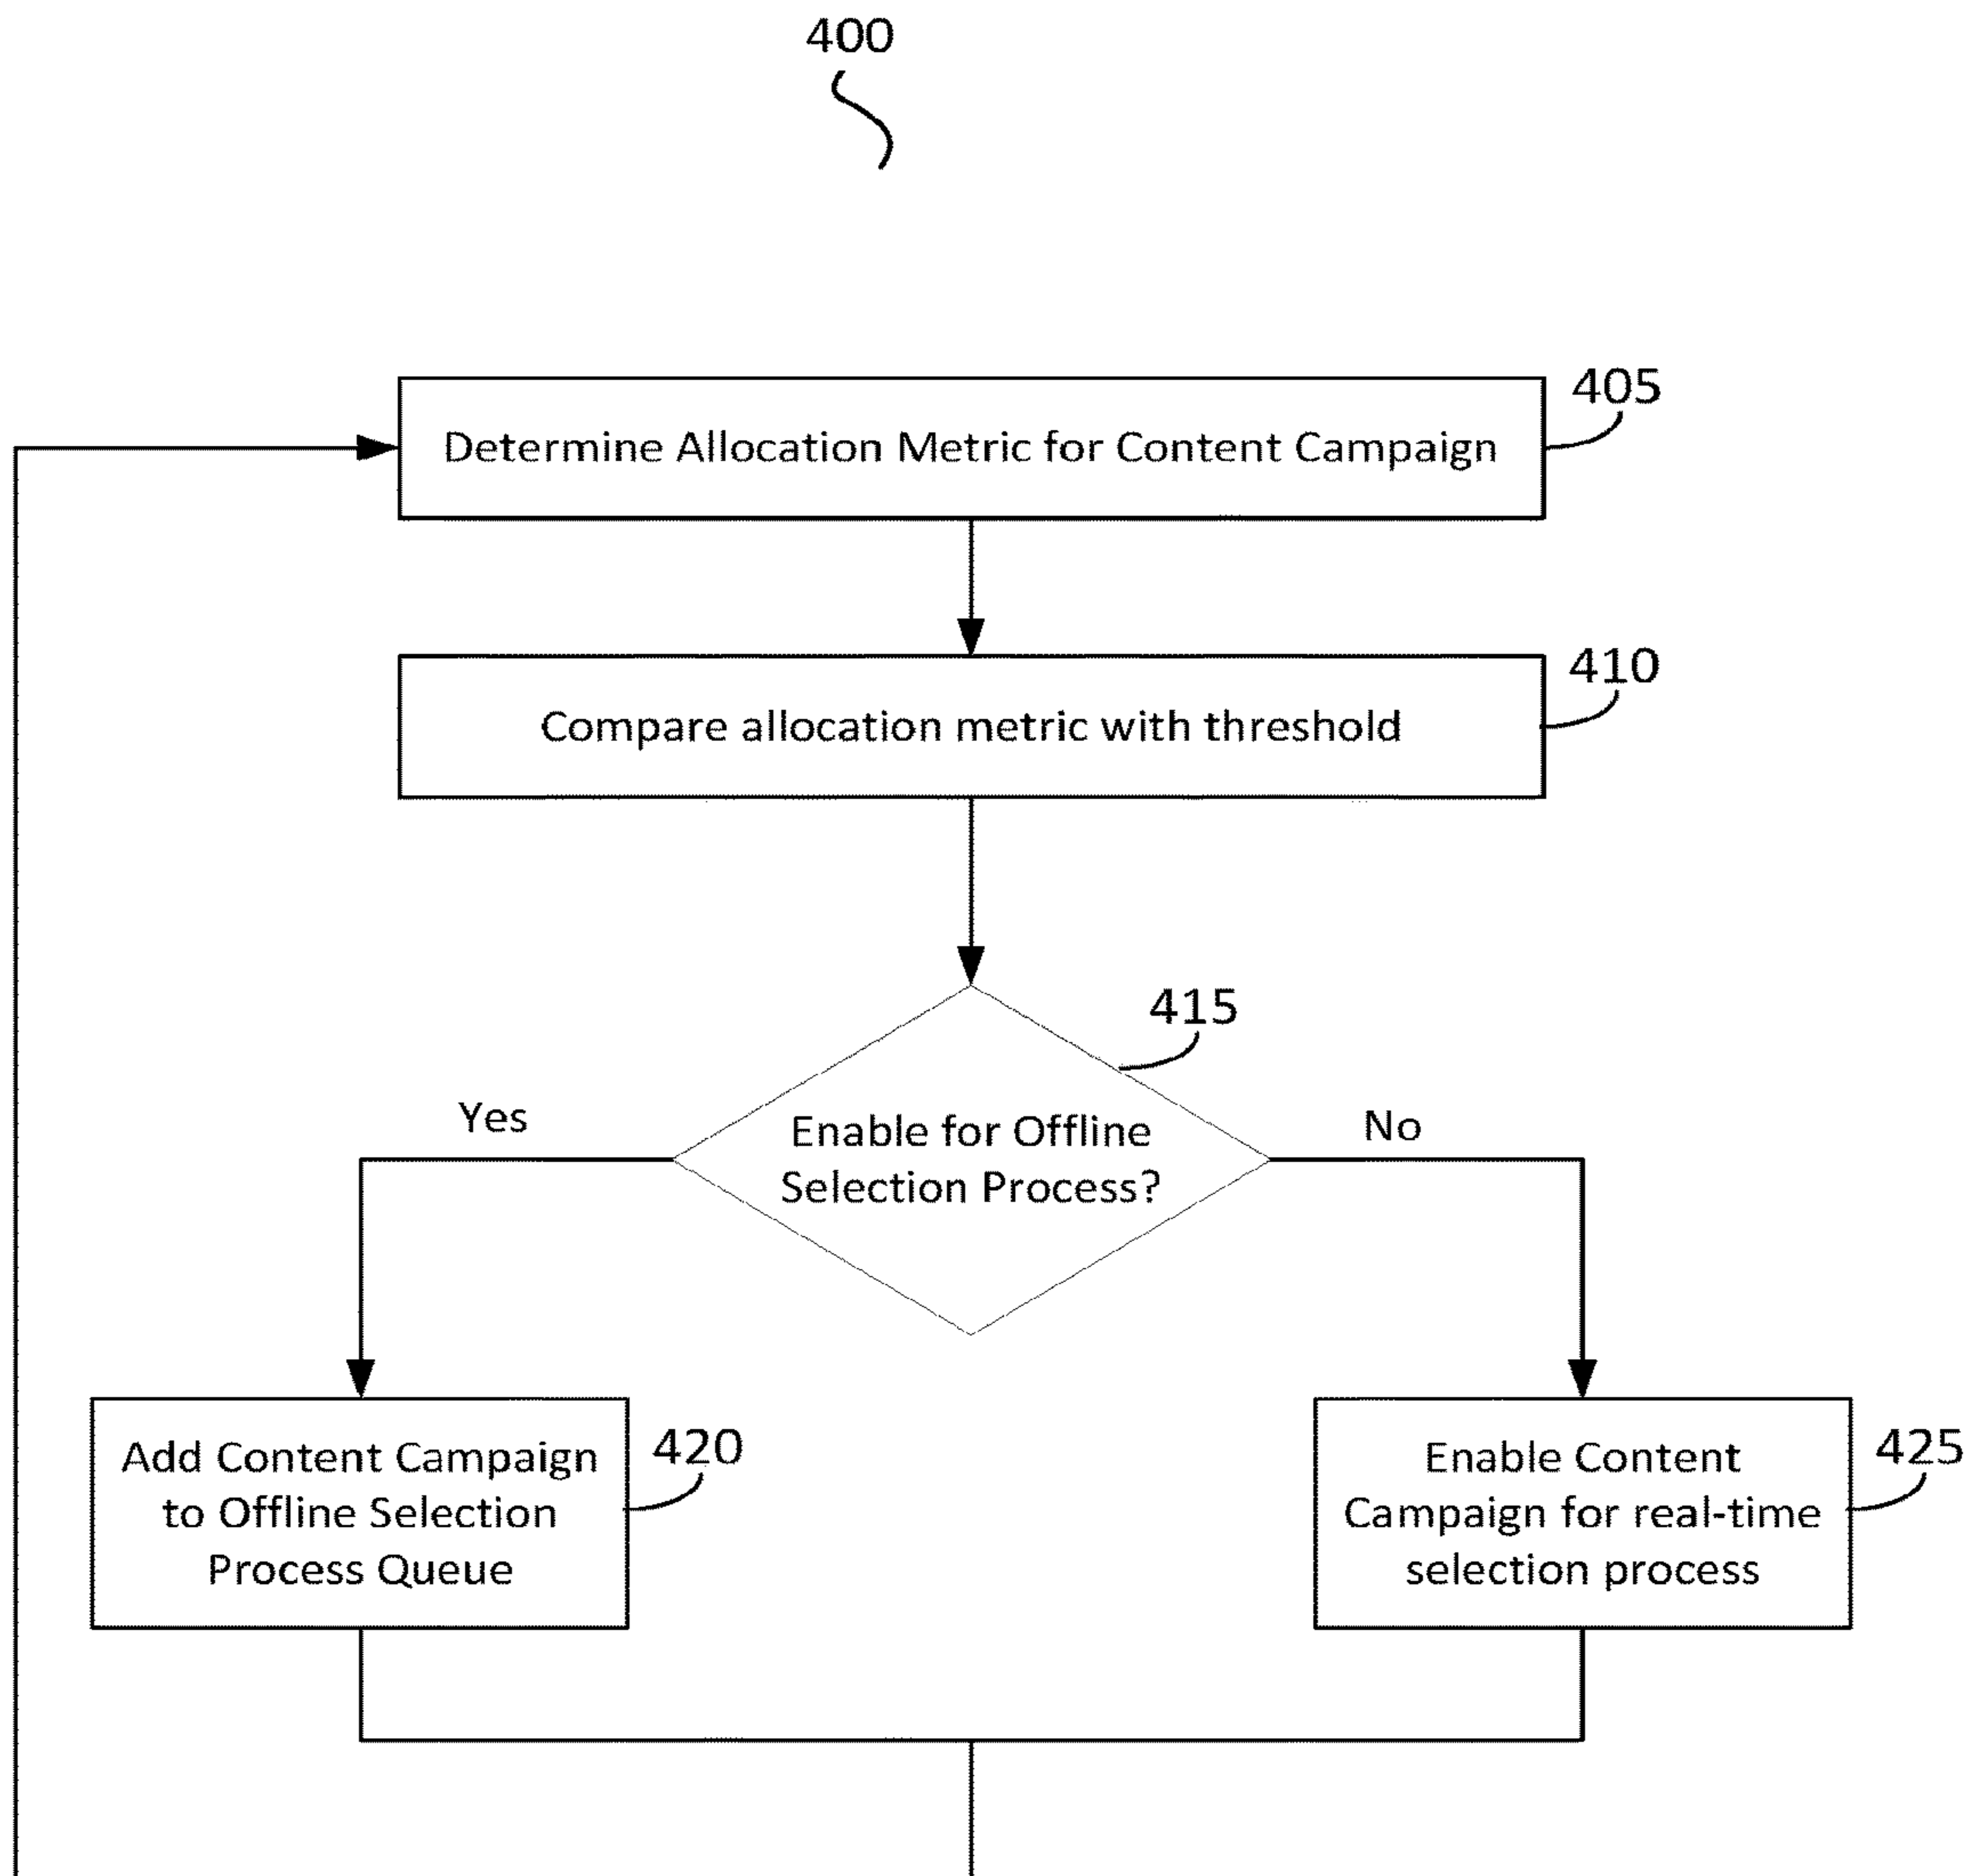 400
405
Determine Allocation Metric for Content Campaign
410
Compare allocation metric with threshold
415
Yes
Enable for Offline
Selection Process?
No
Add Content Campaign
to Offline Selection
Process Queue
420
Enable Content
Campaign for real-time
selection process
425